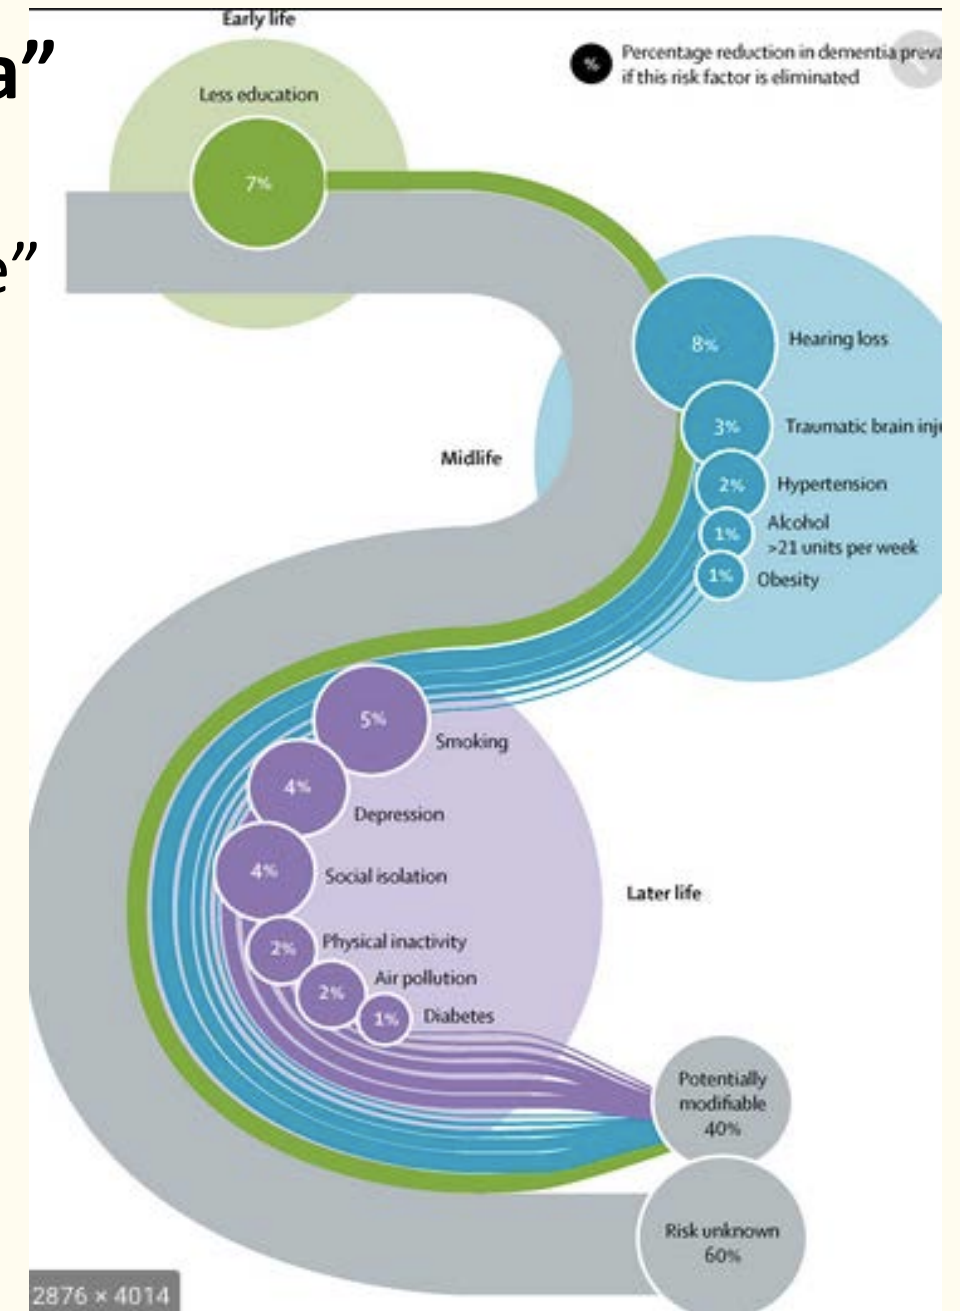 a”
e”
Early life
% Percentage reduction in dementia preva
if this risk factor is eliminated
Less education
7%
8% Hearing loss
3% Traumatic brain inj
Midlife
2% Hypertension
1% Alcohol
>21 units per week
1% Obesity
5% Smoking
4% Depression
4% Social isolation
Later life
2% Physical inactivity
2% Air pollution
1% Diabetes
Potentially
modifiable
40%
Risk unknown
60%
2876 × 4014